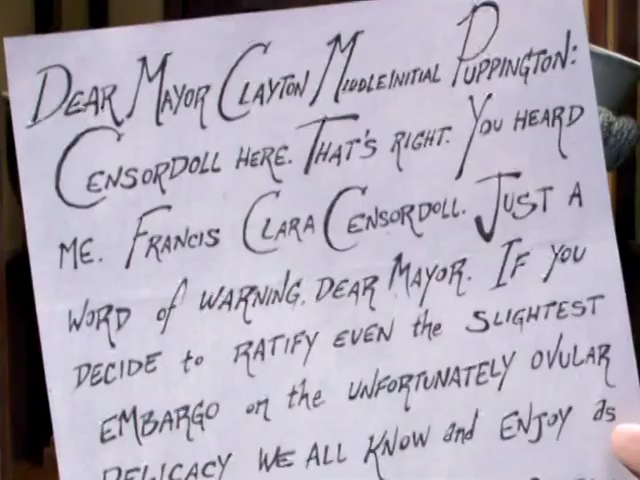 Dear Mayor Clayton Middleinitial Puppington:
Censordoll here. That's right. You heard
me. Francis Clara Censordoll. Just a
word of warning, dear Mayor. If you
decide to ratify even the slightest
embargo on the unfortunately ovular
delicacy we all know and enjoy as